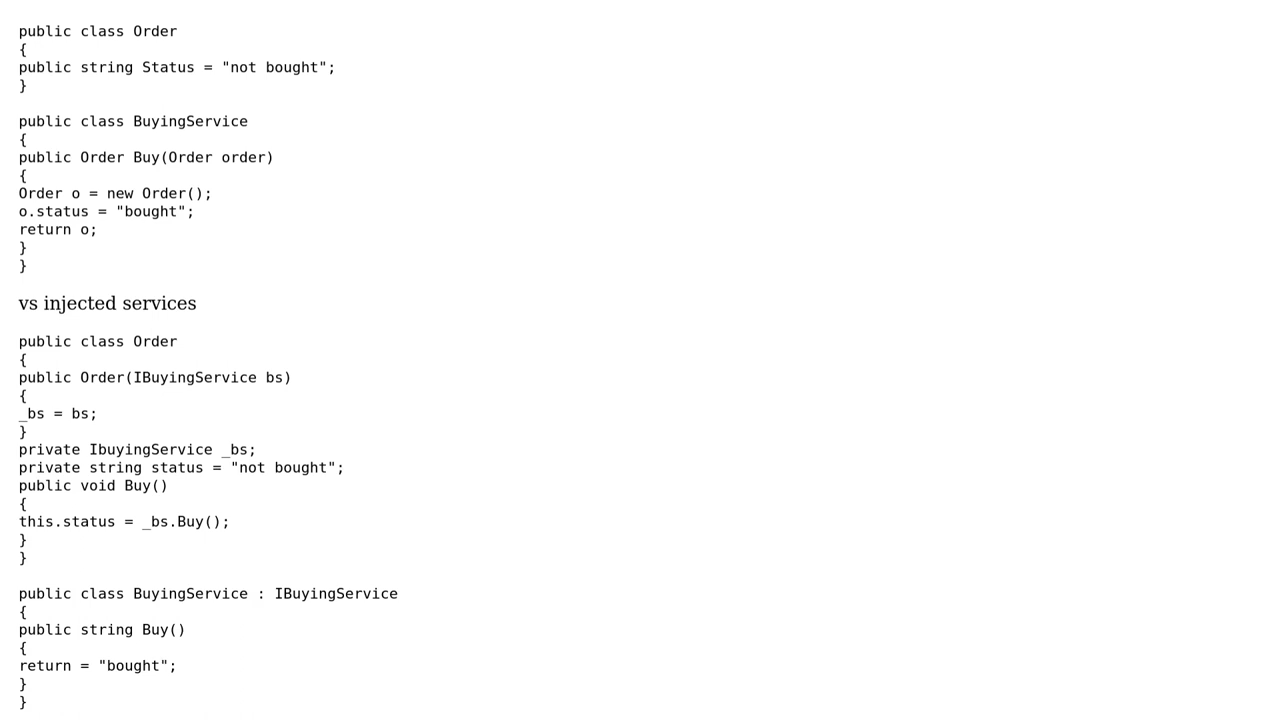 public class Order
{
public string Status = "not bought";
}
public class BuyingService
{
public Order Buy(Order order)
{
Order o = new Order();
o.status = "bought";
return o;
}
}
vs injected services
public class Order
{
public Order(IBuyingService bs)
{
_bs = bs;
}
private IbuyingService _bs;
private string status = "not bought";
public void Buy()
{
this.status = _bs.Buy();
}
}
public class BuyingService : IBuyingService
{
public string Buy()
{
return = "bought";
}
}